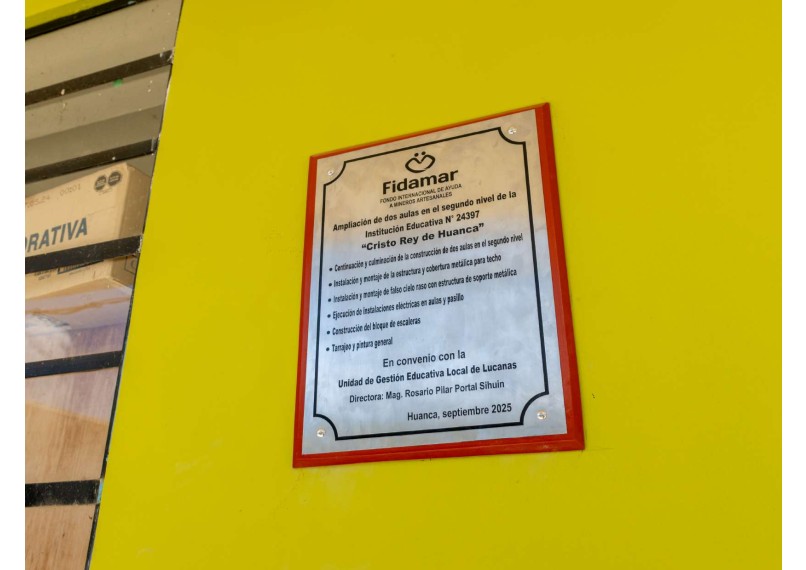 Fidamar
FONDO INTERNACIONAL DE AYUDA
A MINEROS ARTESANALES
Ampliación de dos aulas en el segundo nivel de la
Institución Educativa N° 24397
"Cristo Rey de Huanca"
• Continuación y culminación de la construcción de dos aulas en el segundo nivel
• Instalación y montaje de la estructura y cobertura metálica para techo
• Instalación y montaje de falso cielo raso con estructura de soporte metálica
• Ejecución de instalaciones eléctricas en aulas y pasillo
• Construcción del bloque de escaleras
• Tarrajeo y pintura general
En convenio con la
Unidad de Gestión Educativa Local de Lucanas
Directora: Mag. Rosario Pilar Portal Sihuin
Huanca, septiembre 2025
RATIVA